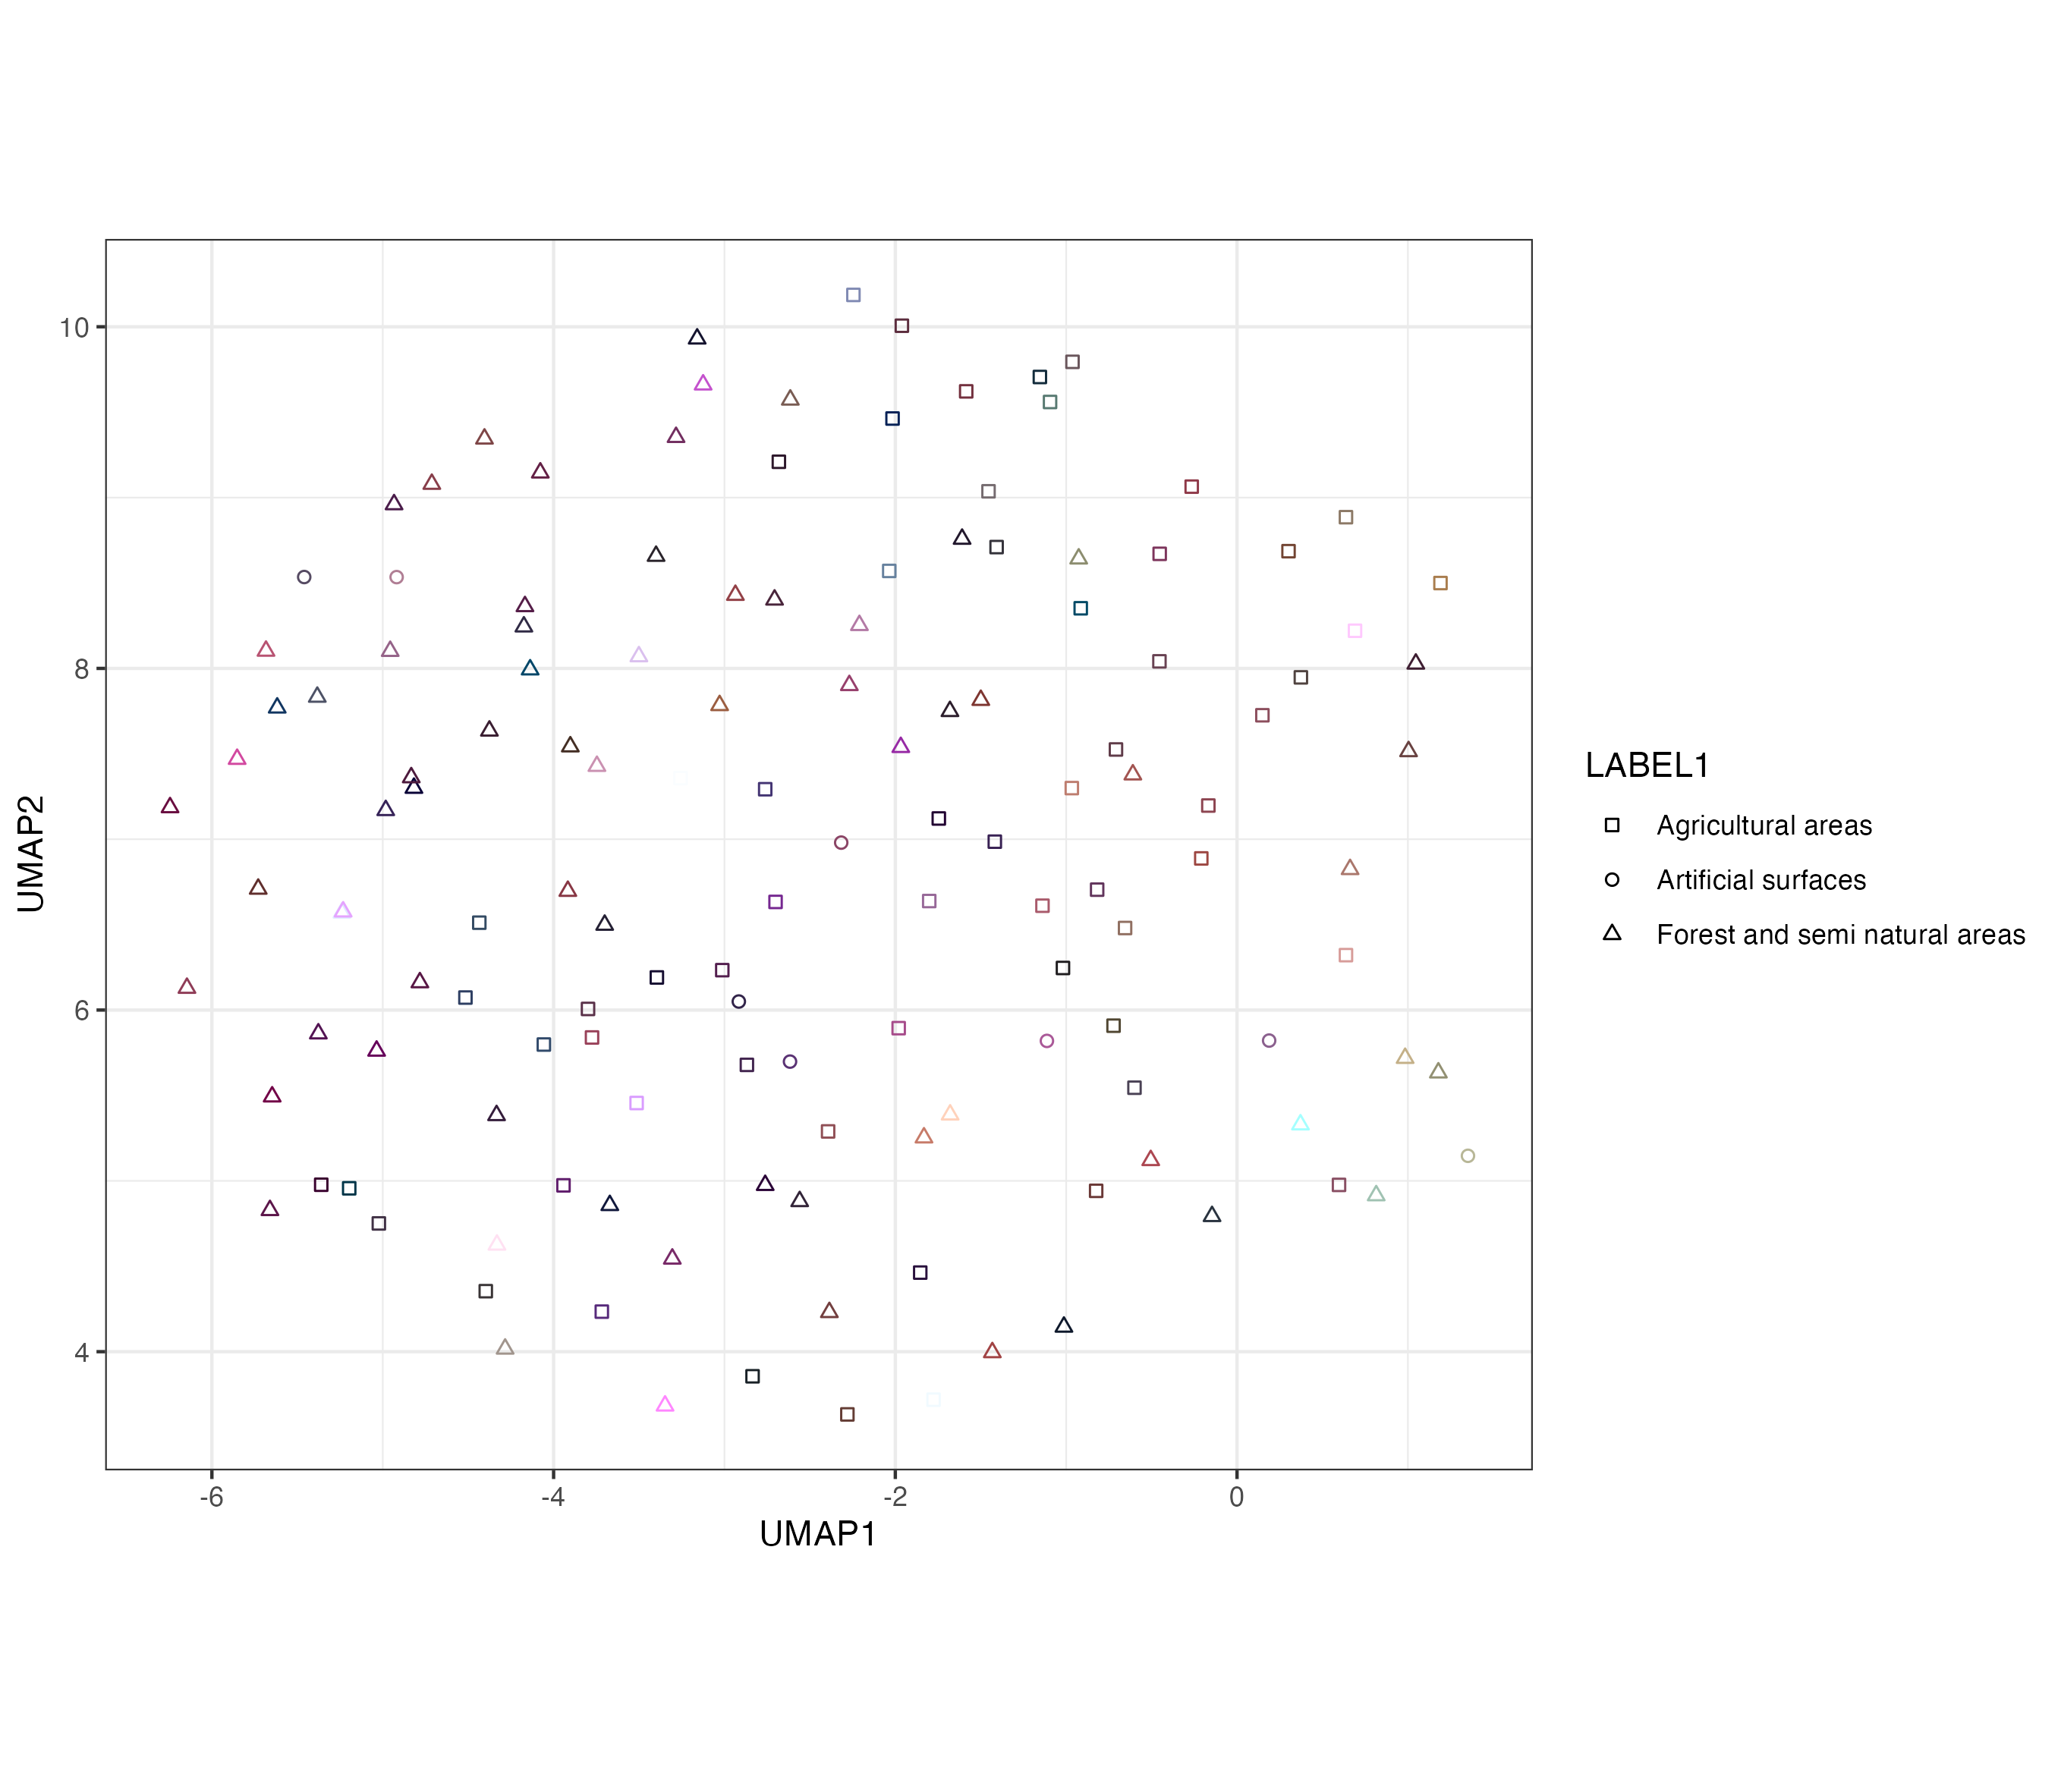 10
8
6
4
UMAP2
-6
-4
-2
0
UMAP1
LABEL1
Agricultural areas
Artificial surfaces
Forest and semi natural areas